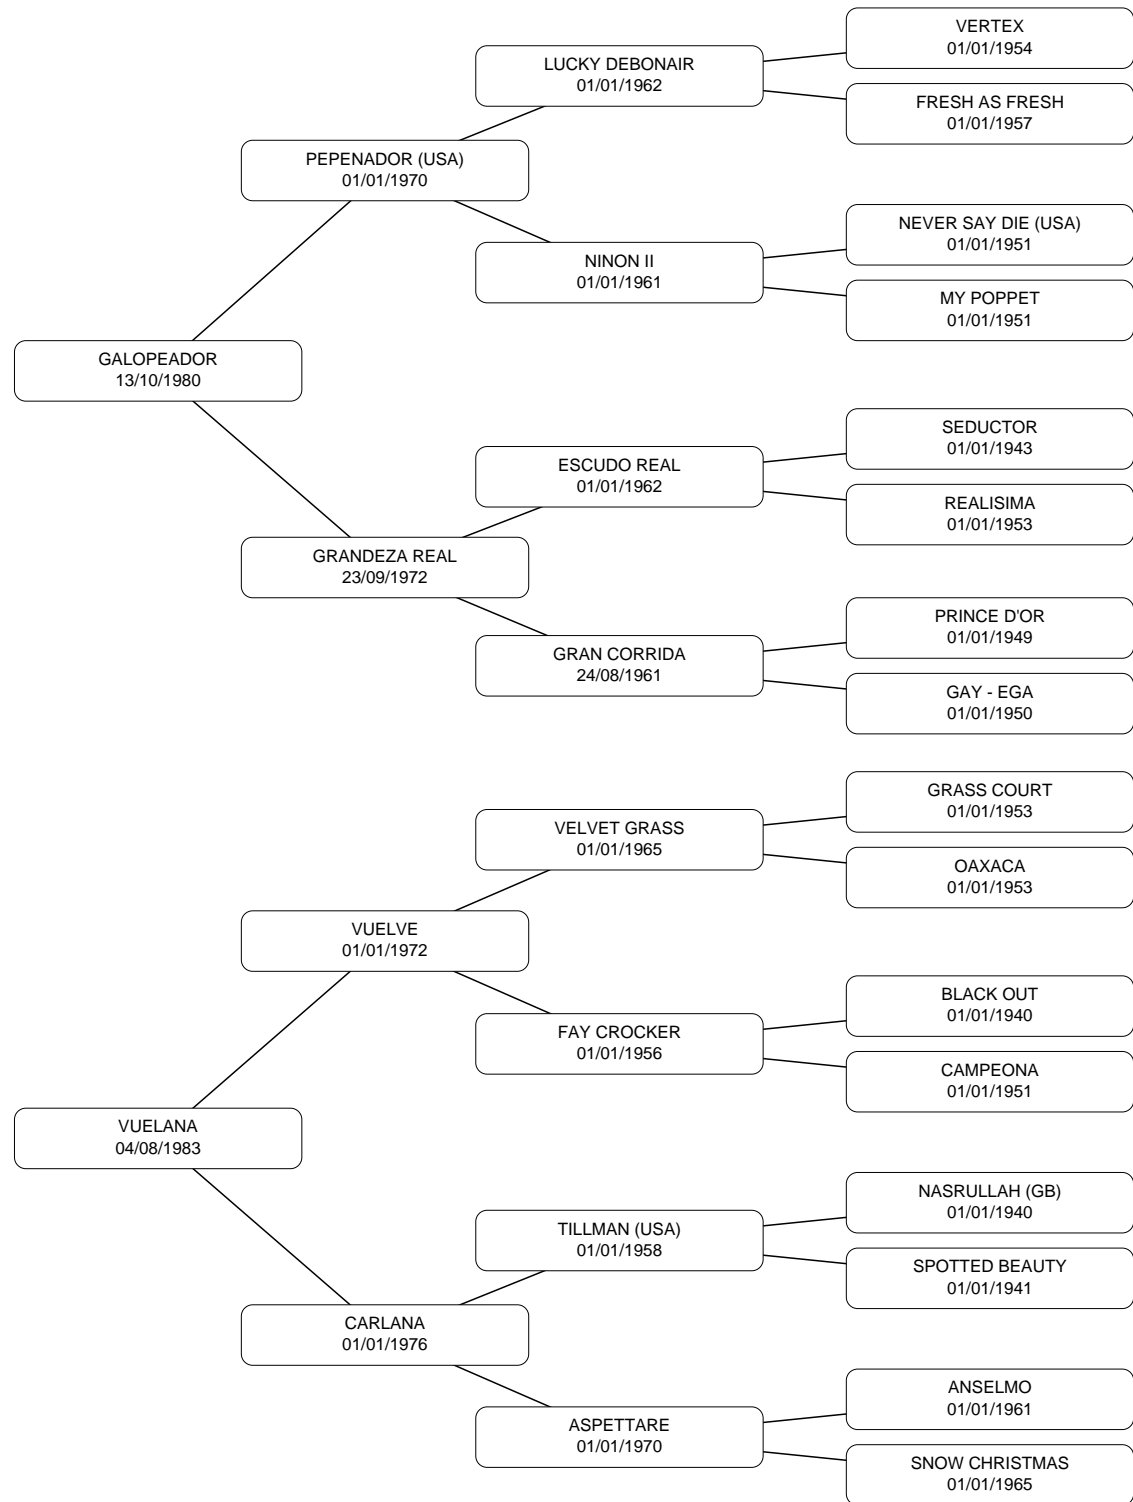 VERTEX
01/01/1954
LUCKY DEBONAIR
01/01/1962
FRESH AS FRESH
01/01/1957
PEPENADOR (USA)
01/01/1970
NEVER SAY DIE (USA)
01/01/1951
NINON II
01/01/1961
MY POPPET
01/01/1951
GALOPEADOR
13/10/1980
SEDUCTOR
01/01/1943
ESCUDO REAL
01/01/1962
REALISIMA
01/01/1953
GRANDEZA REAL
23/09/1972
PRINCE D'OR
01/01/1949
GRAN CORRIDA
24/08/1961
GAY - EGA
01/01/1950
GRASS COURT
01/01/1953
VELVET GRASS
01/01/1965
OAXACA
01/01/1953
VUELVE
01/01/1972
BLACK OUT
01/01/1940
FAY CROCKER
01/01/1956
CAMPEONA
01/01/1951
VUELANA
04/08/1983
NASRULLAH (GB)
01/01/1940
TILLMAN (USA)
01/01/1958
SPOTTED BEAUTY
01/01/1941
CARLANA
01/01/1976
ANSELMO
01/01/1961
ASPETTARE
01/01/1970
SNOW CHRISTMAS
01/01/1965